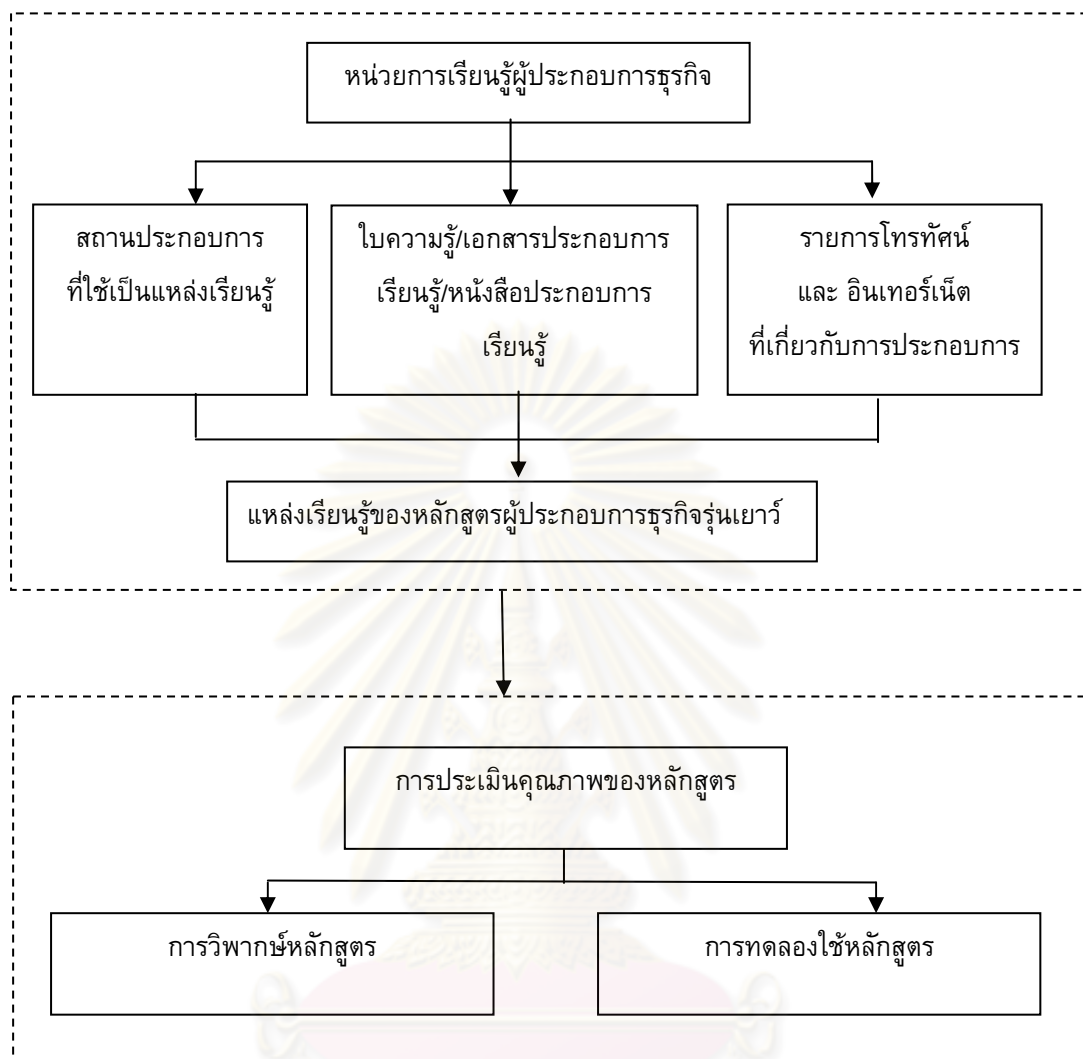 หน่วยการเรียนรู้ผู้ประกอบการธุรกิจ
สถานประกอบการ
ที่ใช้เป็นแหล่งเรียนรู้
ใบความรู้/เอกสารประกอบการ
เรียนรู้/หนังสือประกอบการ
เรียนรู้
รายการโทรทัศน์
และ อินเทอร์เน็ต
ที่เกี่ยวกับการประกอบการ
แหล่งเรียนรู้ของหลักสูตรผู้ประกอบการธุรกิจรุ่นเยาว์
การประเมินคุณภาพของหลักสูตร
การวิพากษ์หลักสูตร
การทดลองใช้หลักสูตร